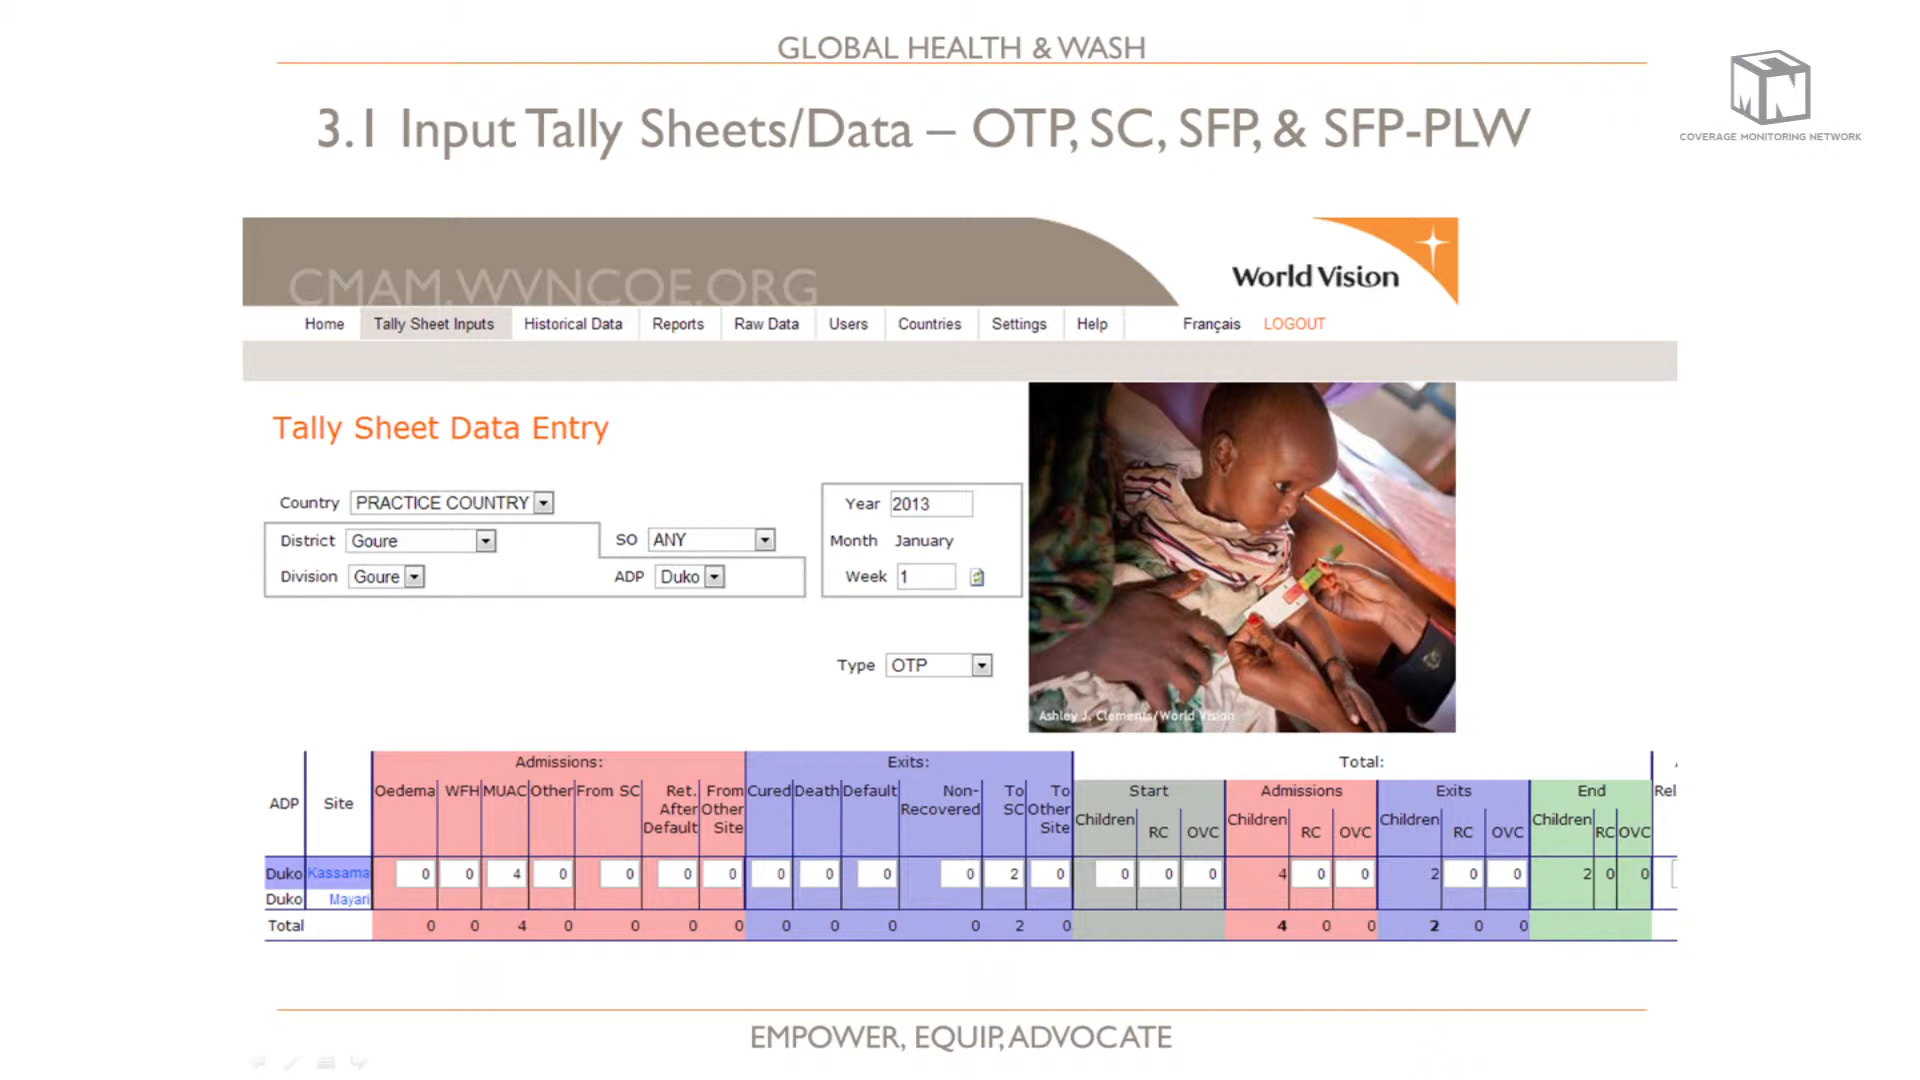 GLOBAL HEALTH & WASH
3.1 Input Tally Sheets/Data – OTP, SC, SFP, & SFP-PLW
COVERAGE MONITORING NETWORK
CMAM.WVNCOE.ORG
World Vision
Home Tally Sheet Inputs Historical Data Reports Raw Data Users Countries Settings Help Français LOGOUT
Tally Sheet Data Entry
Country PRACTICE COUNTRY
District Goure SO ANY
Division Goure ADP Duko
Year 2013
Month January
Week 1
Type OTP
Ashley J. Clements/World Vision
Admissions: Exits: Total:
ADP Site Oedema WFH MUAC Other From SC Ret. After Default From Other Site Cured Death Default Non-Recovered To SC To Other Site Start Admissions Exits End Rel
Children RC OVC Children RC OVC Children RC OVC Children RC OVC
Duko Kassama 0 0 4 0 0 0 0 0 0 0 0 2 0 0 0 0 4 0 0 2 0 0 2 0 0
Duko Mayari
Total 0 0 4 0 0 0 0 0 0 0 0 2 0 4 0 0 2 0 0
EMPOWER, EQUIP, ADVOCATE